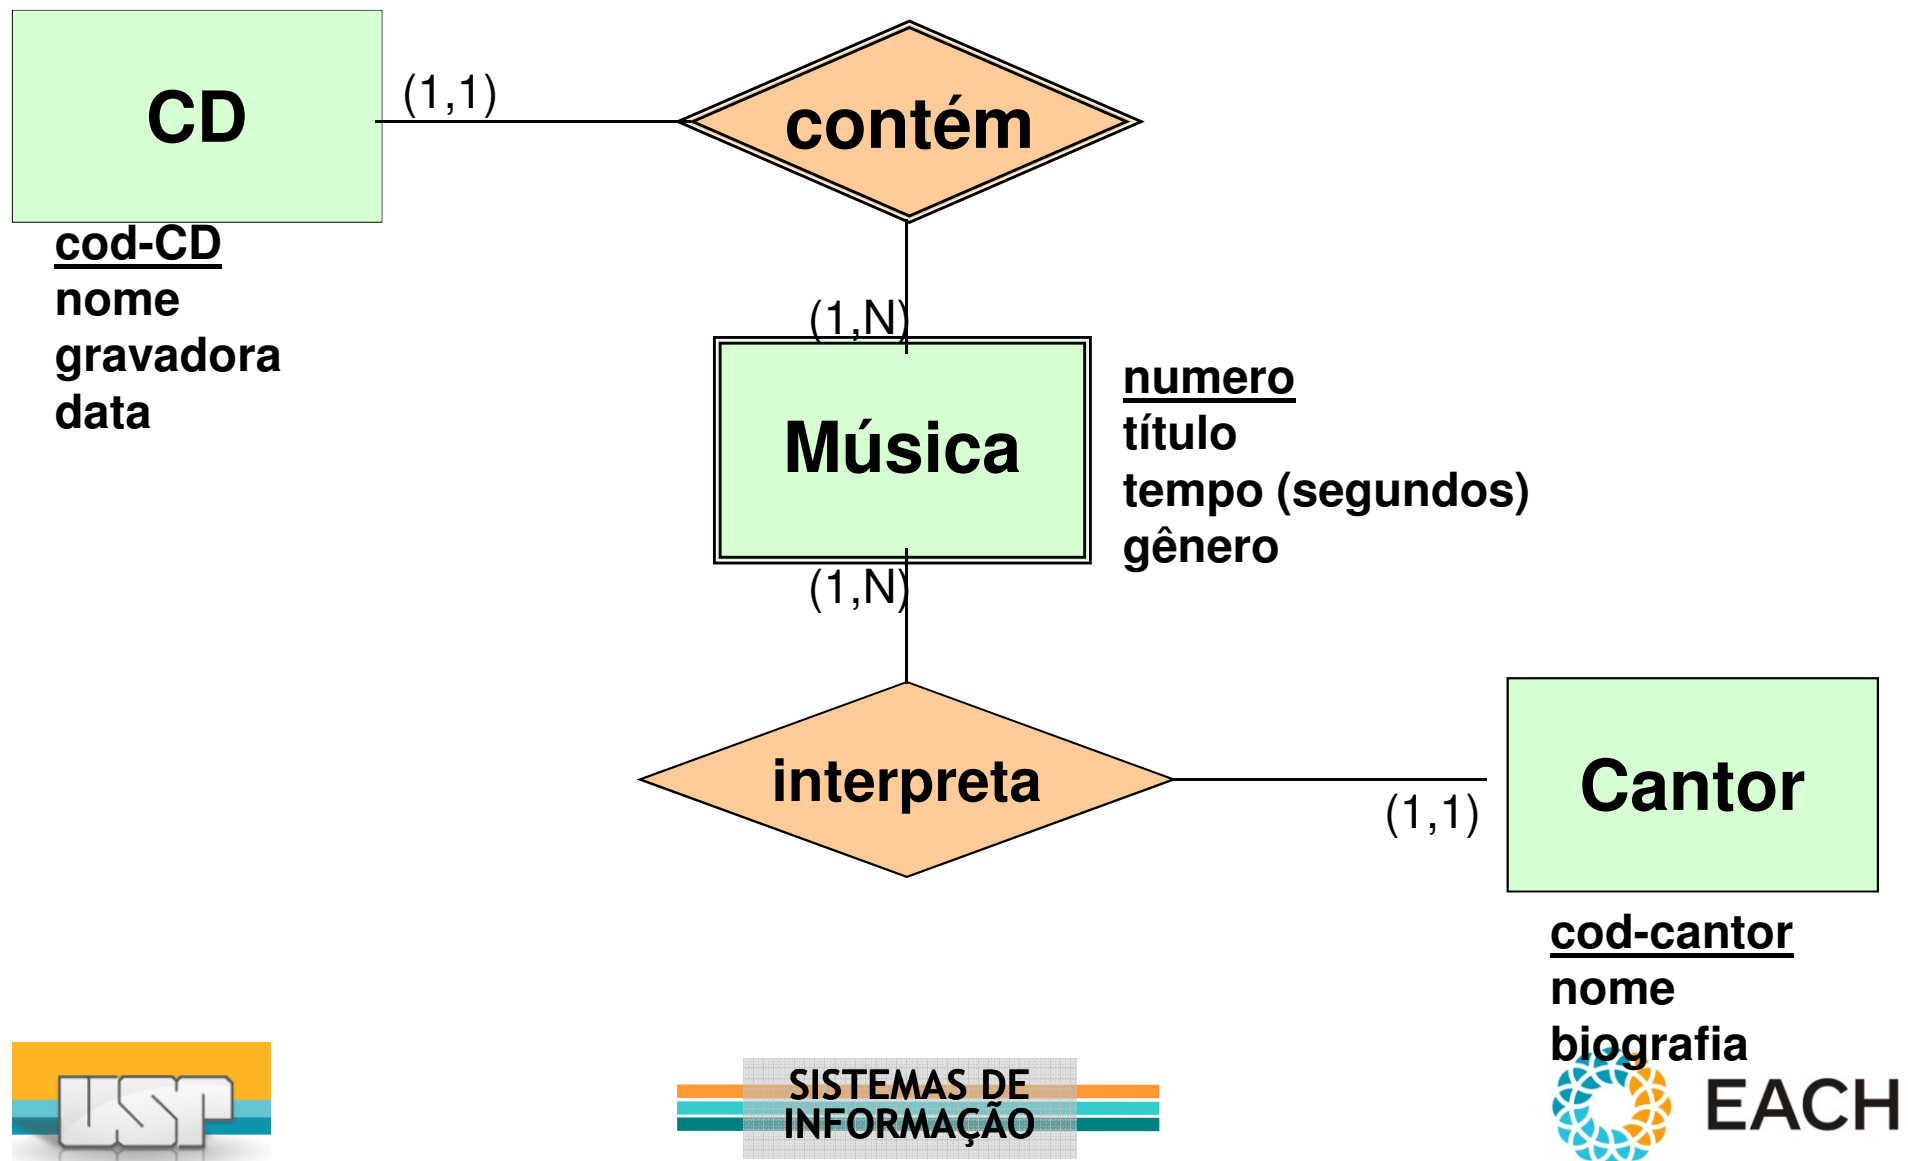 CD
(1,1)
contém
cod-CD
nome
gravadora
data
(1,N)
Música
numero
título
tempo (segundos)
gênero
(1,N)
interpreta
(1,1)
Cantor
cod-cantor
nome
biografia
USP
SISTEMAS DE
INFORMAÇÃO
EACH